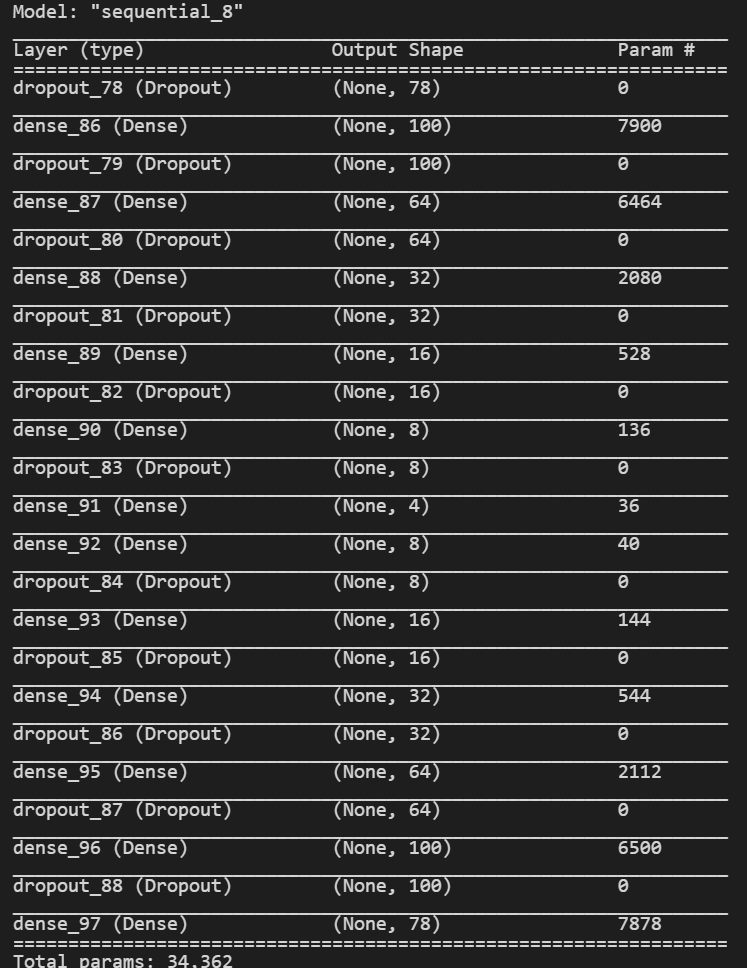 Model: "sequential_8"
Layer (type) Output Shape Param #
dropout_78 (Dropout) (None, 78) 0
dense_86 (Dense) (None, 100) 7900
dropout_79 (Dropout) (None, 100) 0
dense_87 (Dense) (None, 64) 6464
dropout_80 (Dropout) (None, 64) 0
dense_88 (Dense) (None, 32) 2080
dropout_81 (Dropout) (None, 32) 0
dense_89 (Dense) (None, 16) 528
dropout_82 (Dropout) (None, 16) 0
dense_90 (Dense) (None, 8) 136
dropout_83 (Dropout) (None, 8) 0
dense_91 (Dense) (None, 4) 36
dense_92 (Dense) (None, 8) 40
dropout_84 (Dropout) (None, 8) 0
dense_93 (Dense) (None, 16) 144
dropout_85 (Dropout) (None, 16) 0
dense_94 (Dense) (None, 32) 544
dropout_86 (Dropout) (None, 32) 0
dense_95 (Dense) (None, 64) 2112
dropout_87 (Dropout) (None, 64) 0
dense_96 (Dense) (None, 100) 6500
dropout_88 (Dropout) (None, 100) 0
dense_97 (Dense) (None, 78) 7878
Total params: 34,362